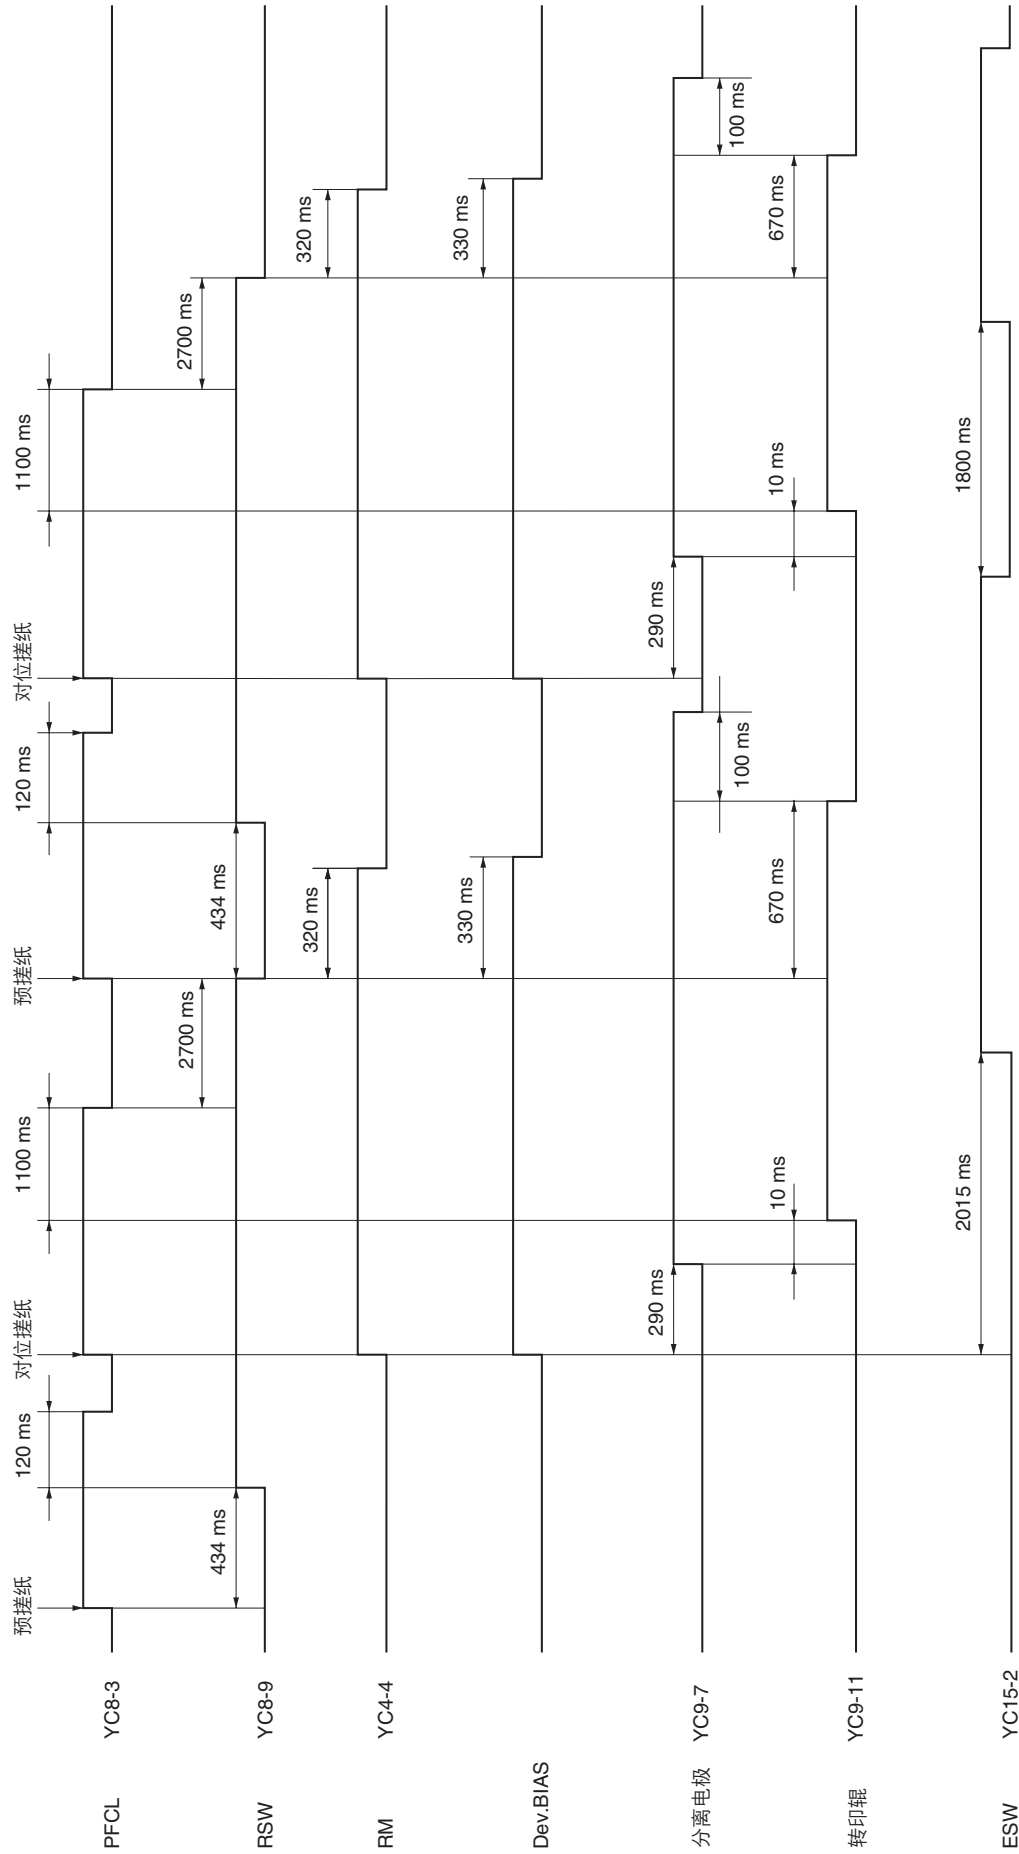 预搓纸 120 ms 对位搓纸 1100 ms 预搓纸 120 ms 对位搓纸 1100 ms
PFCL YC8-3
2700 ms 2700 ms
434 ms 434 ms
RSW YC8-9
320 ms 320 ms
RM YC4-4
330 ms 330 ms
Dev.BIAS
290 ms 290 ms
分离电极 YC9-7
100 ms 100 ms
10 ms 670 ms 10 ms 670 ms
转印辊 YC9-11
2015 ms 1800 ms
ESW YC15-2